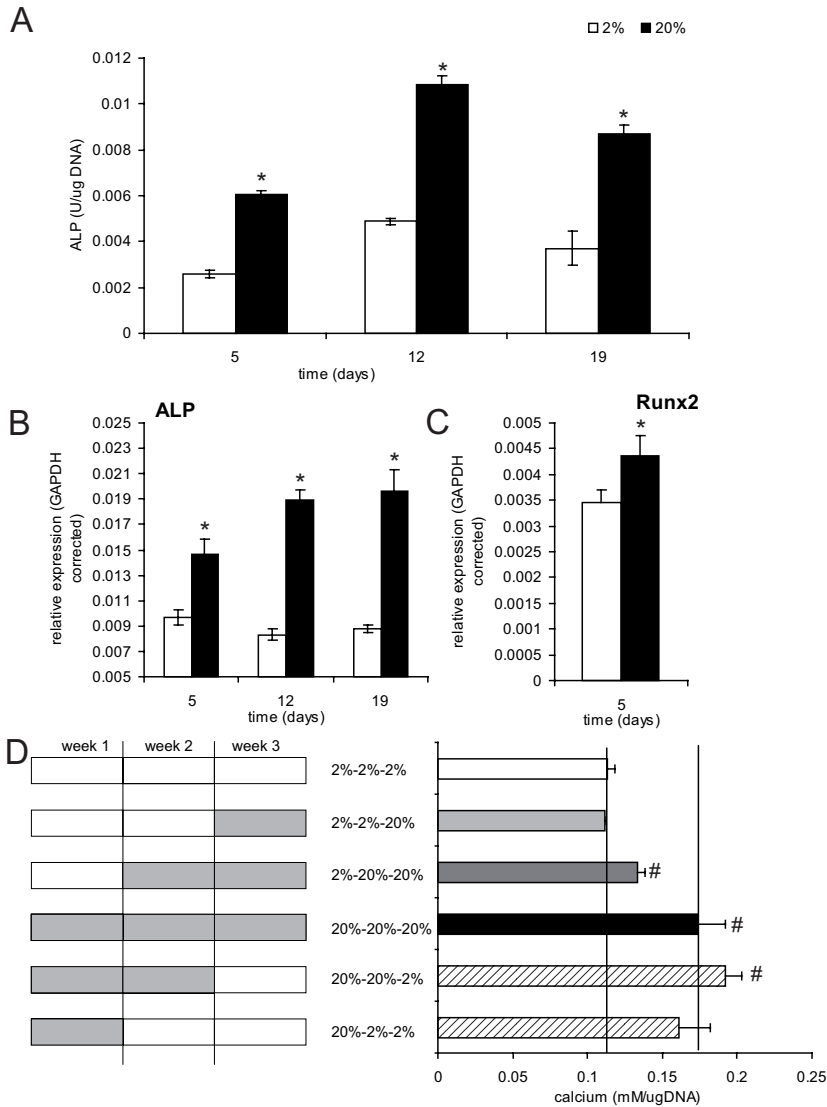 A
2% 20%
0.012
0.01
0.008
0.006
0.004
0.002
0
ALP (U/ug DNA)
*
*
*
5 12 19
time (days)
B
ALP
0.025
0.023
0.021
0.019
0.017
0.015
0.013
0.011
0.009
0.007
0.005
relative expression (GAPDH
corrected)
*
*
*
5 12 19
time (days)
C
Runx2
0.005
0.0045
0.004
0.0035
0.003
0.0025
0.002
0.0015
0.001
0.0005
0
relative expression (GAPDH
corrected)
*
5
time (days)
D
week 1 week 2 week 3
2%-2%-2%
2%-2%-20%
2%-20%-20% #
20%-20%-20% #
20%-20%-2% #
20%-2%-2%
0 0.05 0.1 0.15 0.2 0.25
calcium (mM/ugDNA)